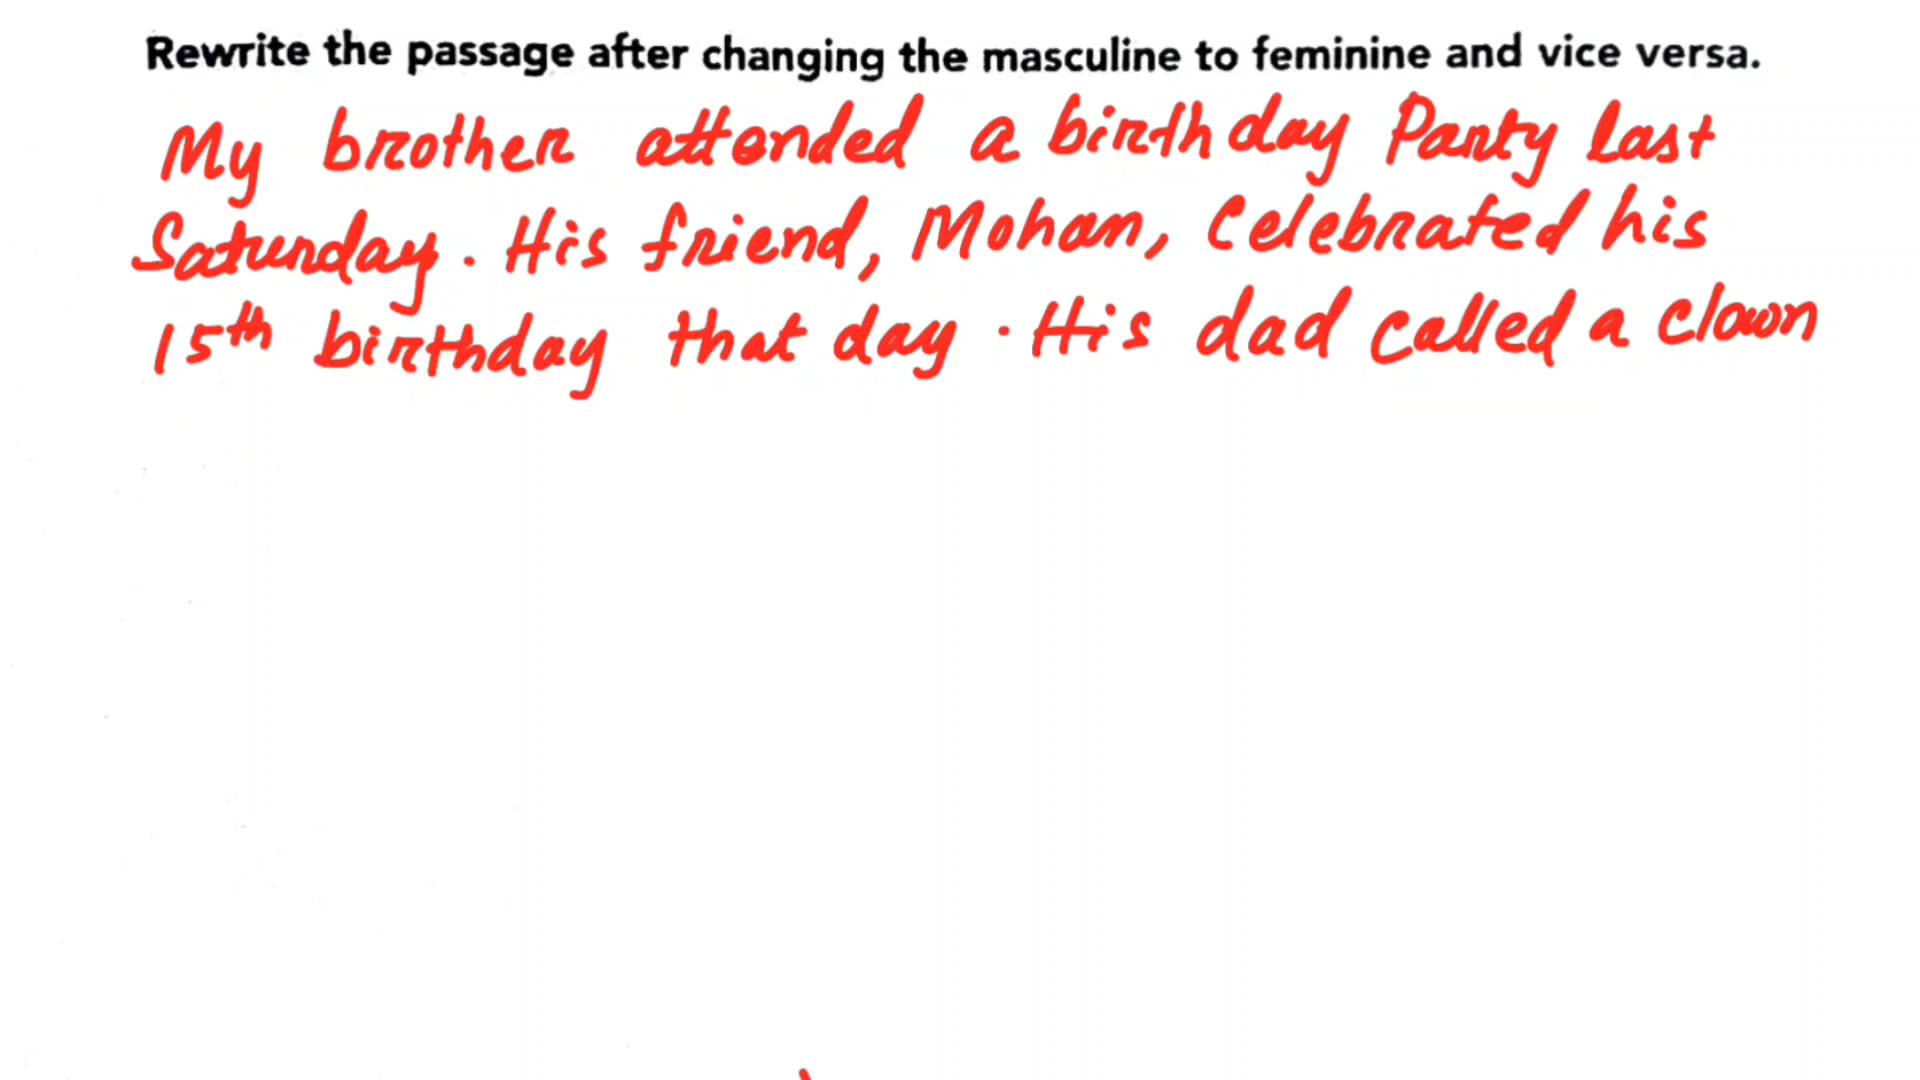 Rewrite the passage after changing the masculine to feminine and vice versa.
My brother attended a birthday Party last
Saturday. His friend, Mohan, Celebrated his
15th birthday that day. His dad called a clown